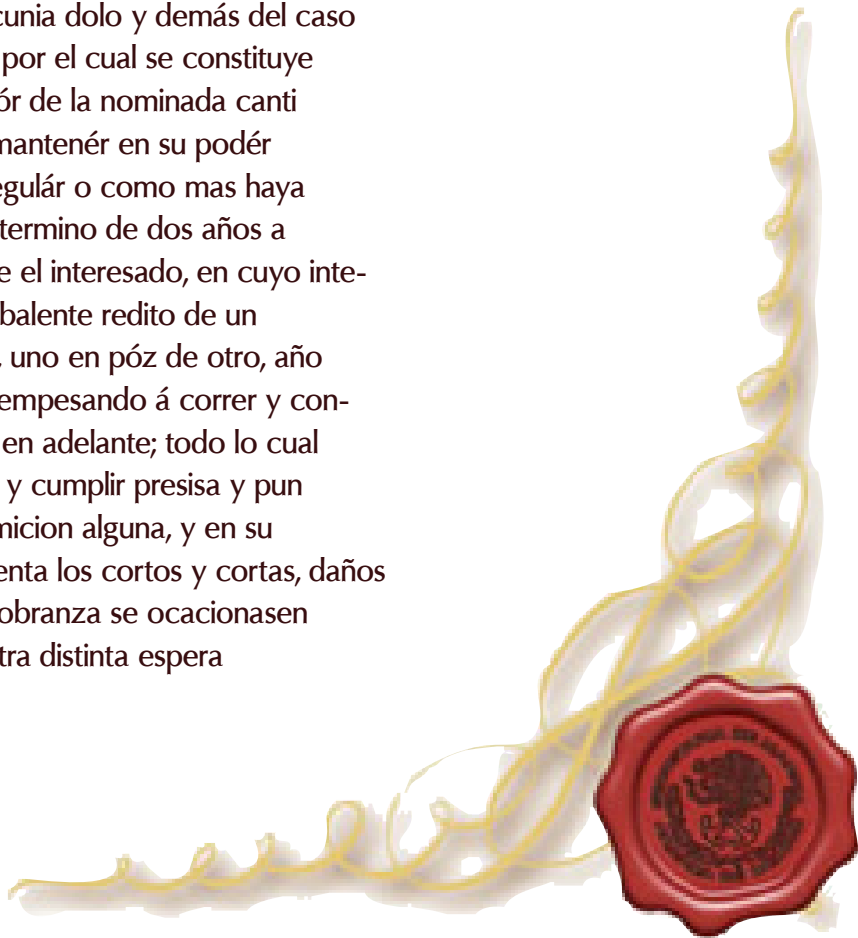 cunia dolo y demás del caso
por el cual se constituye
ór de la nominada canti
mantenér en su podér
egulár o como mas haya
termino de dos años a
e el interesado, en cuyo inte-
balente redito de un
, uno en póz de otro, año
empesando á correr y con-
en adelante; todo lo cual
y cumplir presisa y pun
micion alguna, y en su
enta los cortos y cortas, daños
obranza se ocacionasen
tra distinta espera